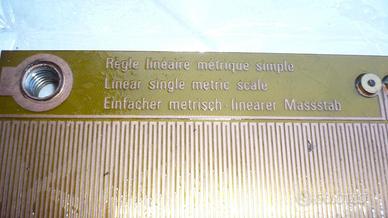 Règle linéaire métrique simple
Linear single metric scale
Einfacher metrisch-linearer Massstab